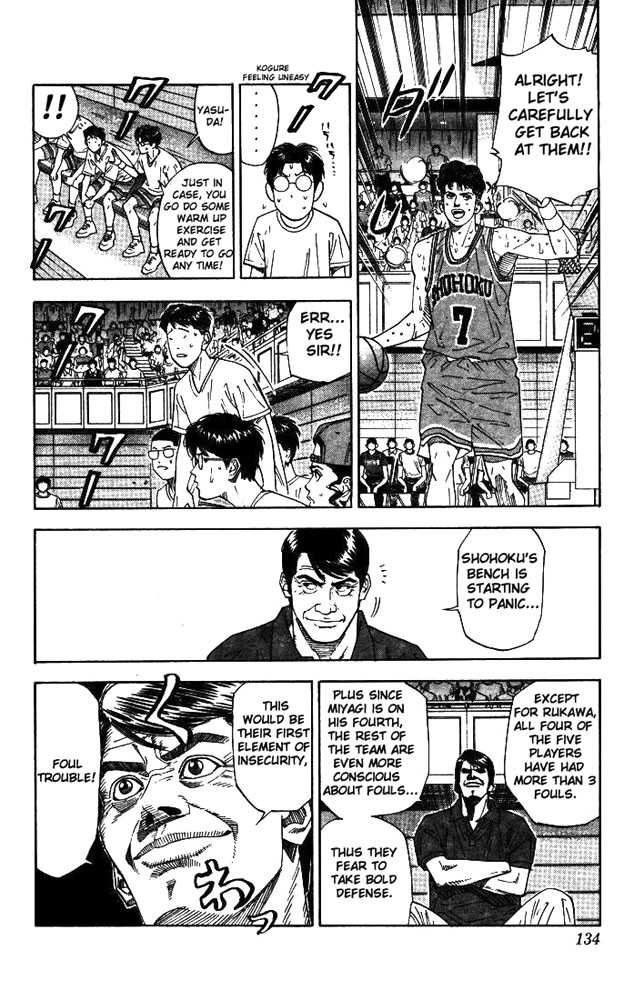 ALRIGHT!
LET'S
CAREFULLY
GET BACK
AT THEM!!
ダッ
SHOHOKU
7
KOGURE
FEELING UNEASY
. . . . . .
YASU-
DA!
!!
JUST IN
CASE, YOU
GO DO SOME
WARM UP
EXERCISE
AND GET
READY TO GO
ANY TIME!
ERR...
YES
SIR!!
SHOHOKU'S
BENCH IS
STARTING
TO PANIC...
EXCEPT
FOR RUKAWA,
ALL FOUR OF
THE FIVE
PLAYERS
HAVE HAD
MORE THAN 3
FOULS.
PLUS SINCE
MIYAGI IS ON
HIS FOURTH,
THE REST OF
THE TEAM ARE
EVEN MORE
CONSCIOUS
ABOUT FOULS...
THUS THEY
FEAR TO
TAKE BOLD
DEFENSE.
THIS
WOULD BE
THEIR FIRST
ELEMENT OF
INSECURITY,
FOUL
TROUBLE!
134